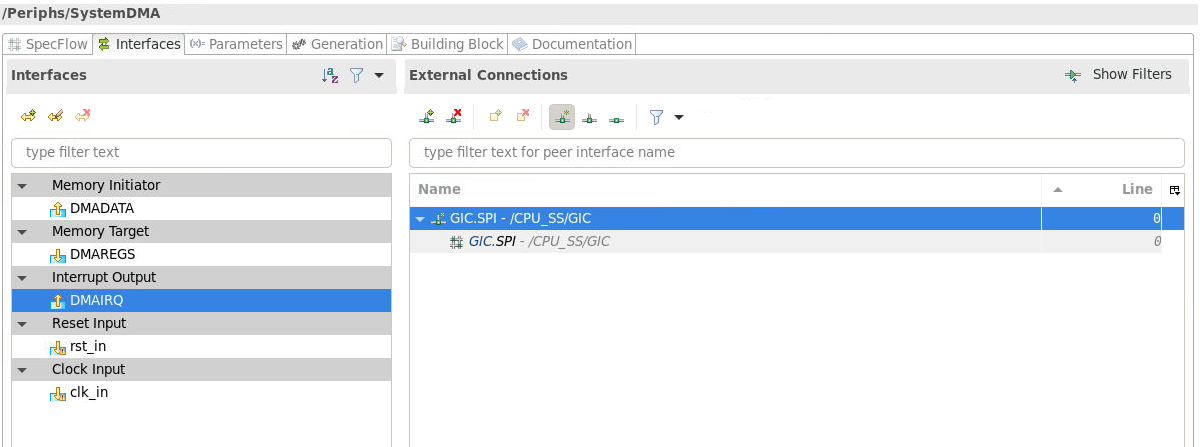 /Periphs/SystemDMA
SpecFlow Interfaces (x)= Parameters Generation Building Block Documentation
Interfaces
External Connections Show Filters
type filter text
type filter text for peer interface name
Memory Initiator
DMADATA
Memory Target
DMAREGS
Interrupt Output
DMAIRQ
Reset Input
rst_in
Clock Input
clk_in
Name Line
GIC.SPI - /CPU_SS/GIC 0
GIC.SPI - /CPU_SS/GIC 0